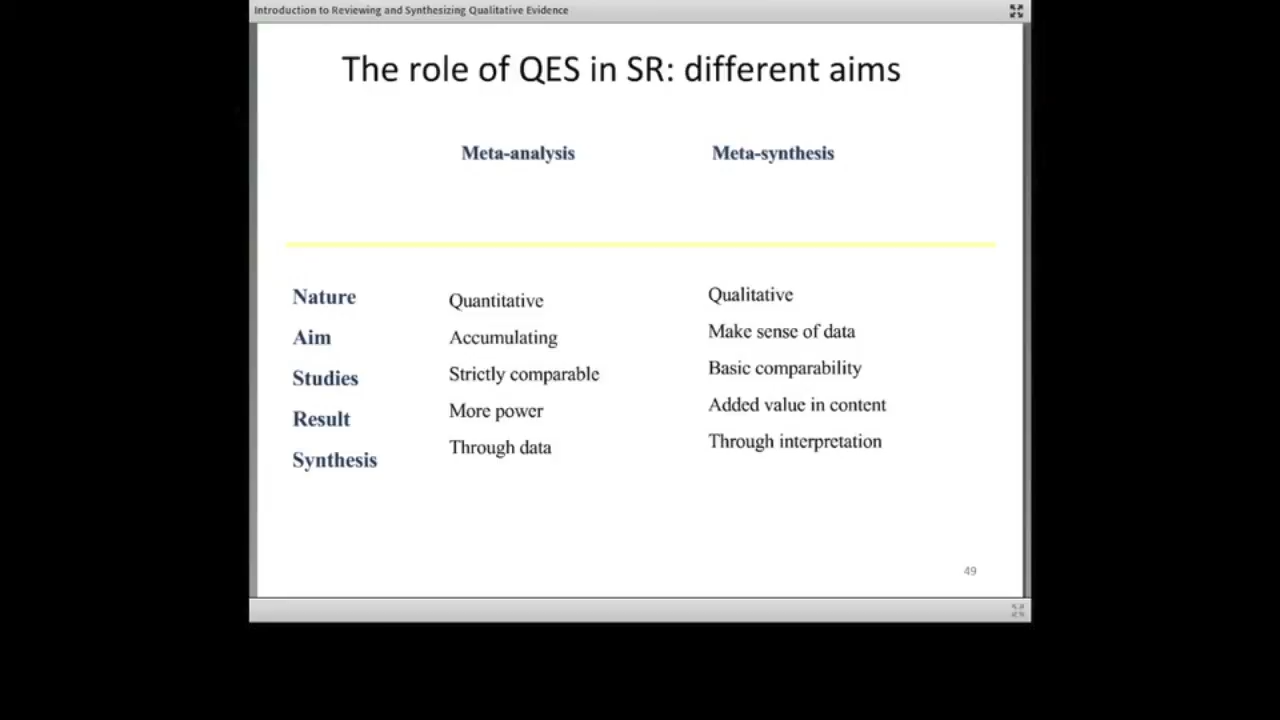 Introduction to Reviewing and Synthesizing Qualitative Evidence
The role of QES in SR: different aims
Meta-analysis Meta-synthesis
Nature Quantitative Qualitative
Aim Accumulating Make sense of data
Studies Strictly comparable Basic comparability
Result More power Added value in content
Synthesis Through data Through interpretation
49